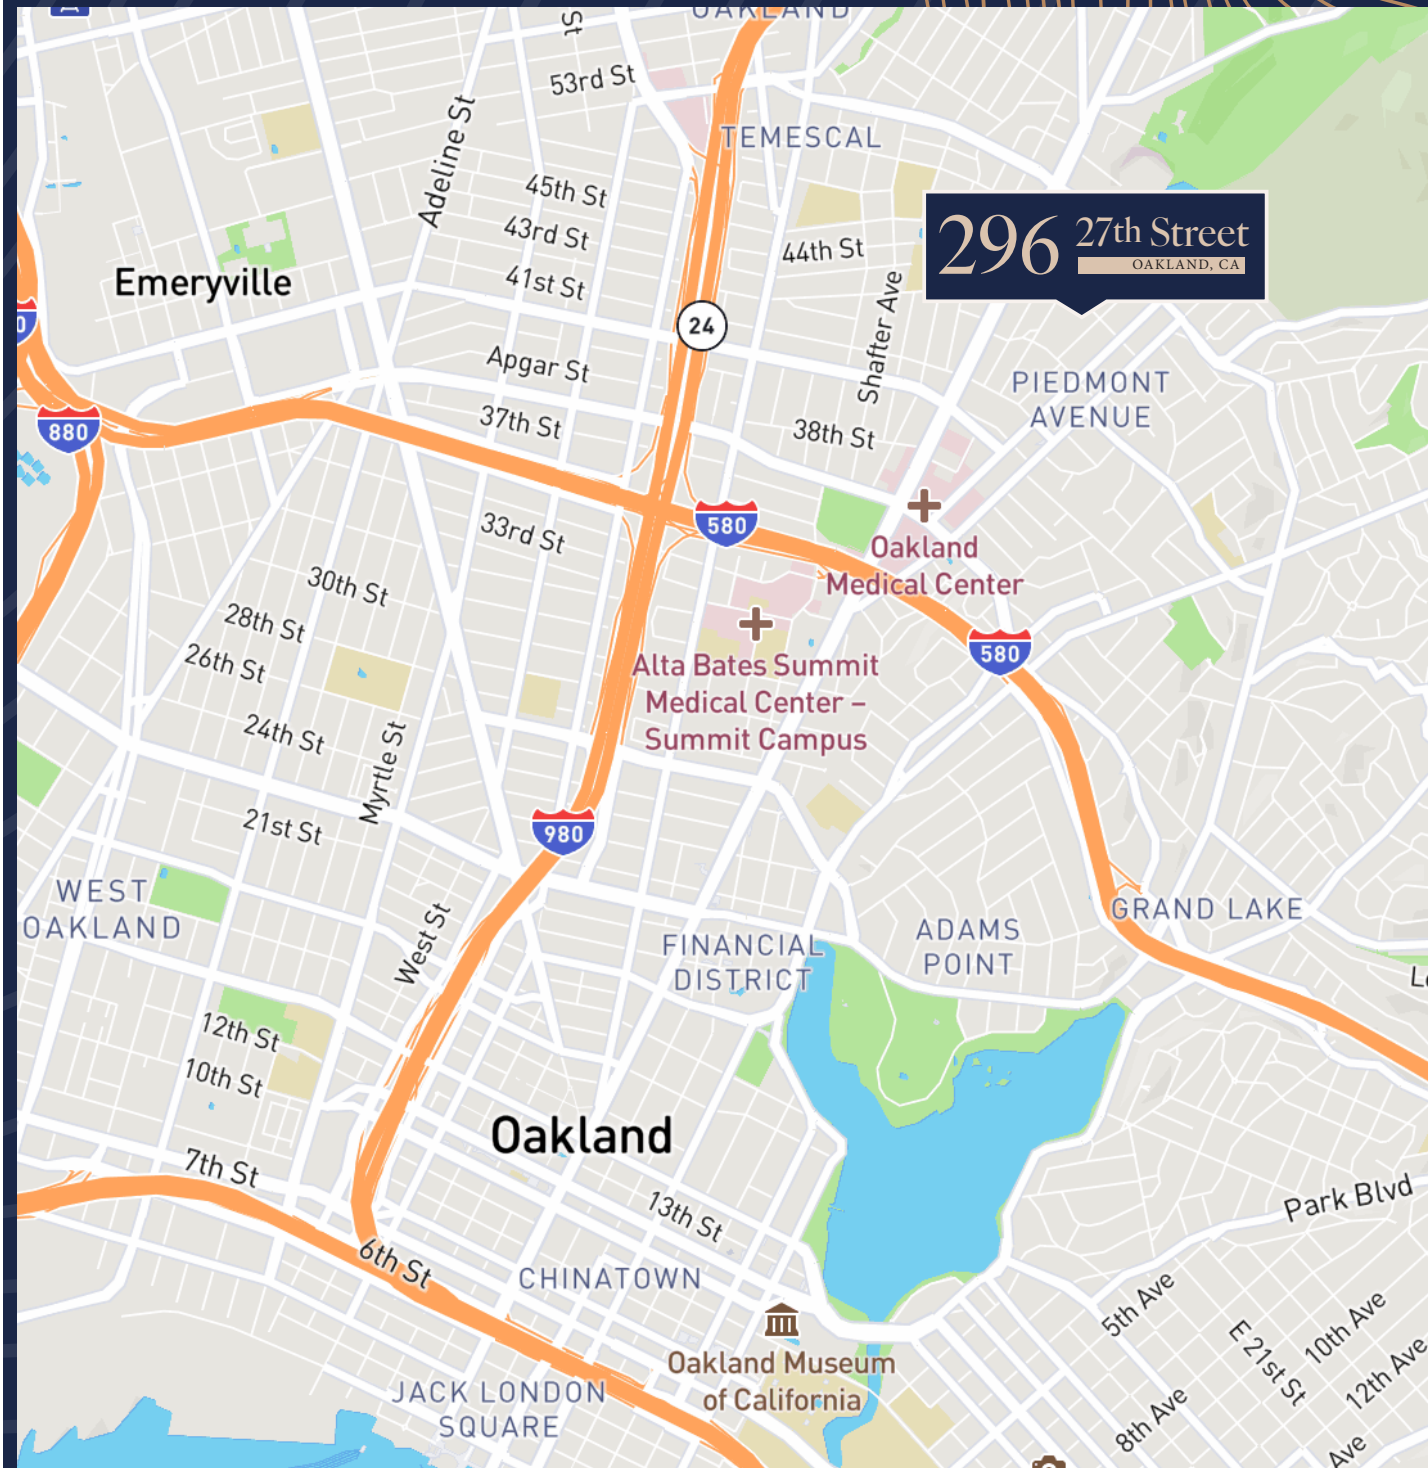 OAKLAND
St
53rd St
Adeline St
TEMESCAL
45th St
43rd St
44th St
296 27th Street
OAKLAND, CA
Emeryville
41st St
Shafter Ave
24
Apgar St
PIEDMONT
AVENUE
880
37th St
38th St
580
33rd St
Oakland
Medical Center
30th St
28th St
580
26th St
Alta Bates Summit
Medical Center –
Summit Campus
24th St
Myrtle St
21st St
980
WEST
OAKLAND
West St
GRAND LAKE
ADAMS
POINT
FINANCIAL
DISTRICT
12th St
10th St
Oakland
7th St
13th St
Park Blvd
6th St
CHINATOWN
5th Ave
10th Ave
E 21st St
12th Ave
Oakland Museum
of California
JACK LONDON
SQUARE
8th Ave
Ave